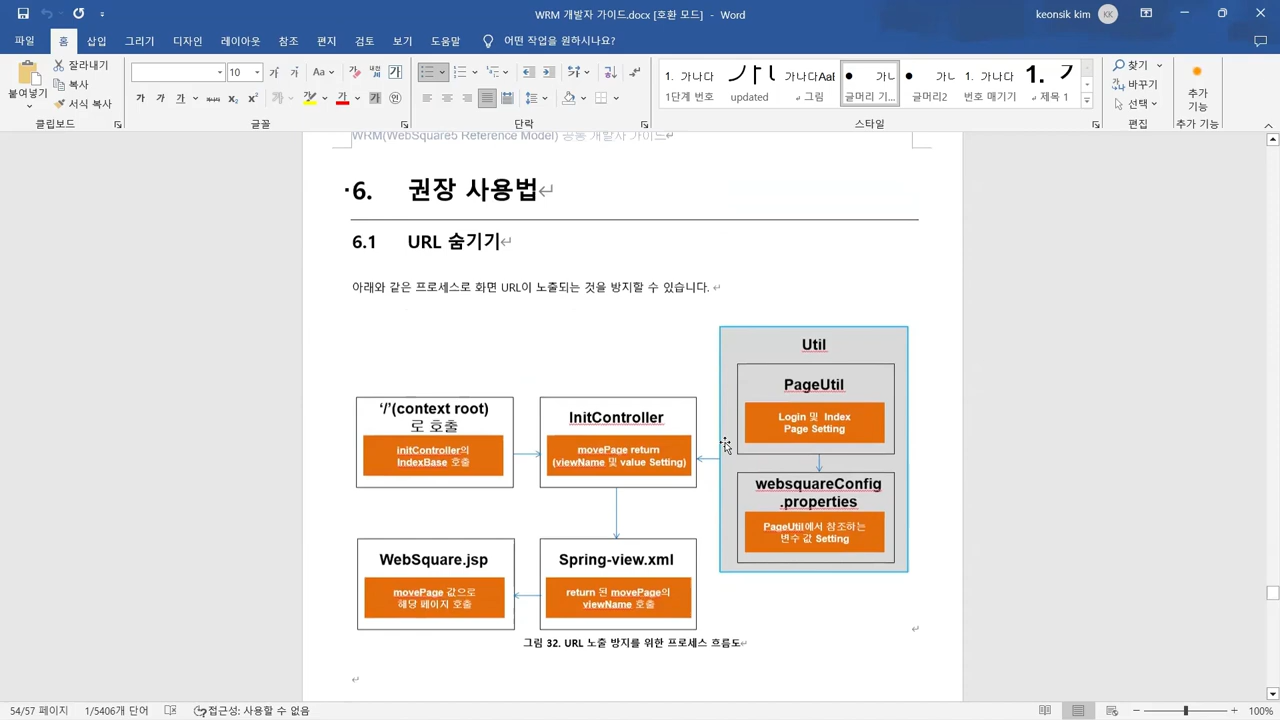 WRM 개발자 가이드.docx [호환 모드] - Word
keonsik kim
KK
파일 홈 삽입 그리기 디자인 레이아웃 참조 편지 검토 보기 도움말 어떤 작업을 원하시나요?
붙여넣기
잘라내기
복사
서식 복사
클립보드
10
가 가 Aa
가 가 가
글꼴
단락
1. 가나다
1단계 번호
updated
가나다AaI
그림
가니
글머리 기...
가니
글머리2
1. 가나다
번호 매기기
1.
제목 1
스타일
찾기
바꾸기
선택
편집
추가
기능
추가 기능
WRM(WebSquare5 Reference Model) 공통 개발자 가이드
6. 권장 사용법
6.1 URL 숨기기
아래와 같은 프로세스로 화면 URL이 노출되는 것을 방지할 수 있습니다.
Util
PageUtil
Login 및 Index
Page Setting
'/'(context root)
로 호출
initController의
IndexBase 호출
InitController
movePage return
(viewName 및 value Setting)
websquareConfig
.properties
PageUtil에서 참조하는
변수 값 Setting
WebSquare.jsp
movePage 값으로
해당 페이지 호출
Spring-view.xml
return 된 movePage의
viewName 호출
그림 32. URL 노출 방지를 위한 프로세스 흐름도
54/57 페이지 1/5406개 단어 접근성: 사용할 수 없음
100%